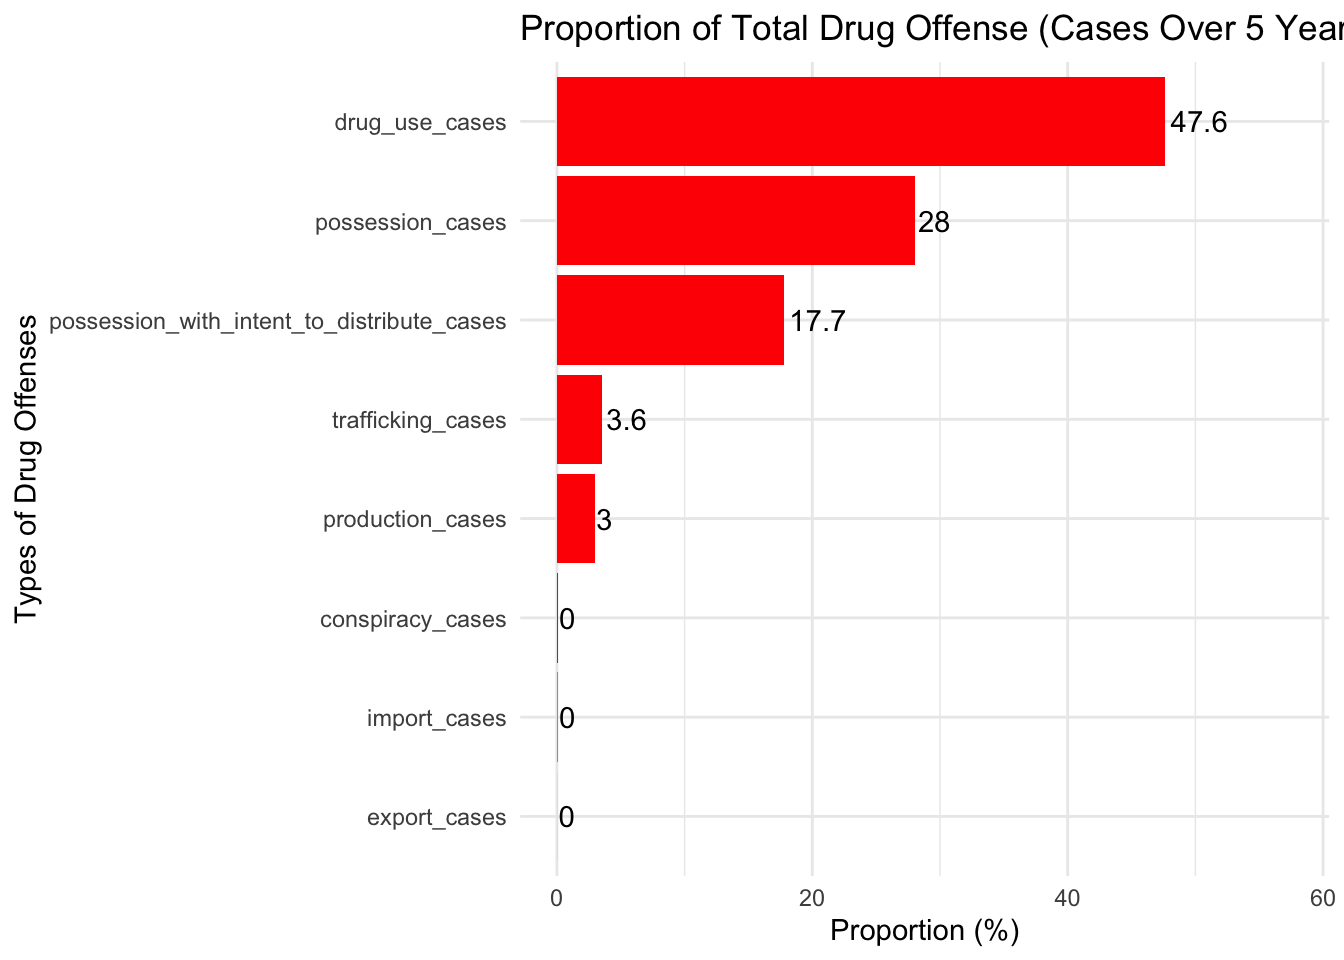 Proportion of Total Drug Offense (Cases Over 5 Year
drug_use_cases
47.6
possession_cases
28
possession_with_intent_to_distribute_cases
17.7
trafficking_cases
3.6
production_cases
3
conspiracy_cases
0
import_cases
0
export_cases
0
Types of Drug Offenses
0 20 40 60
Proportion (%)